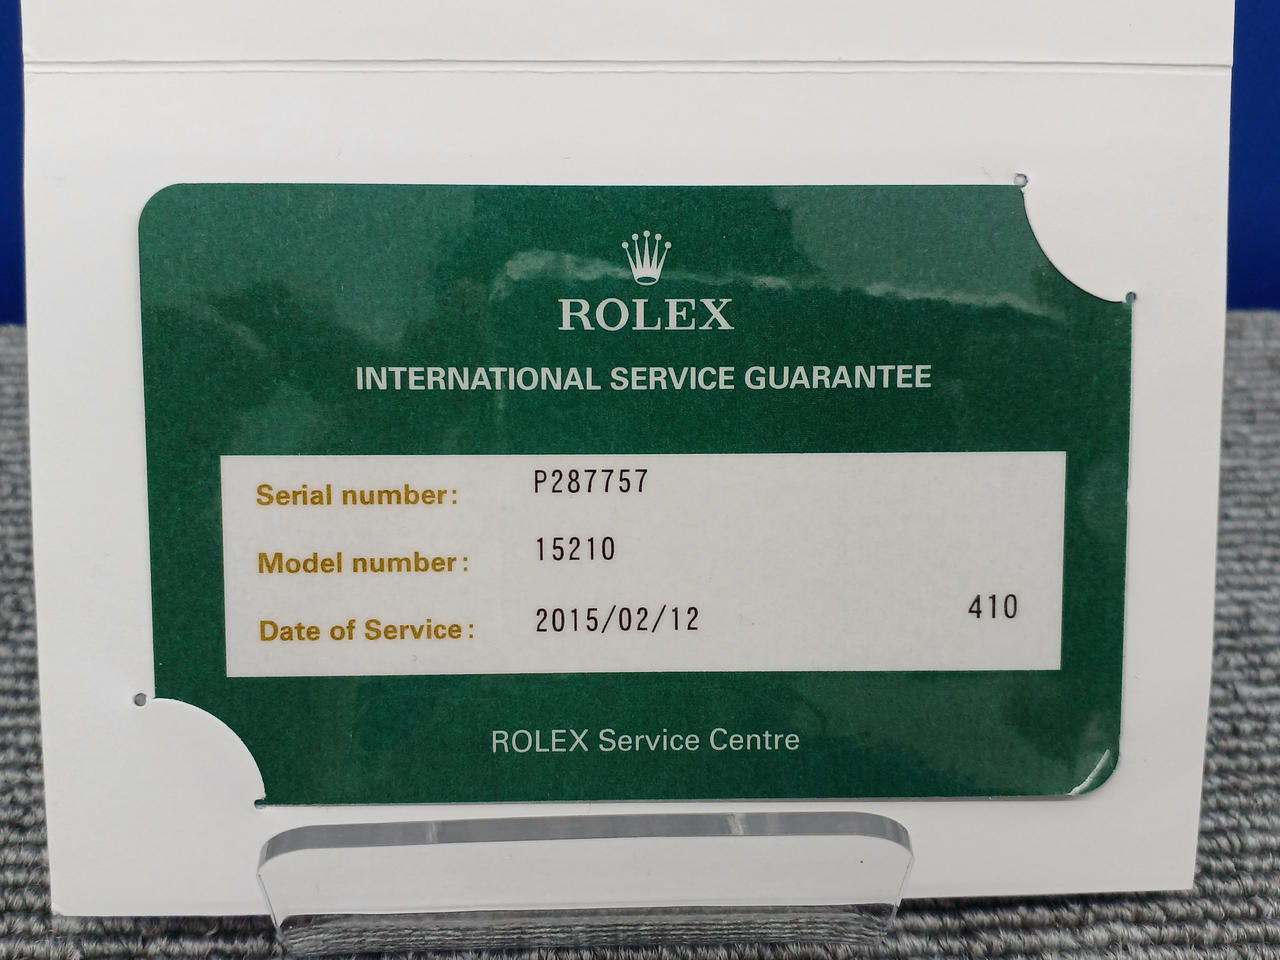 ROLEX
INTERNATIONAL SERVICE GUARANTEE
Serial number: P287757
Model number: 15210
Date of Service: 2015/02/12 410
ROLEX Service Centre